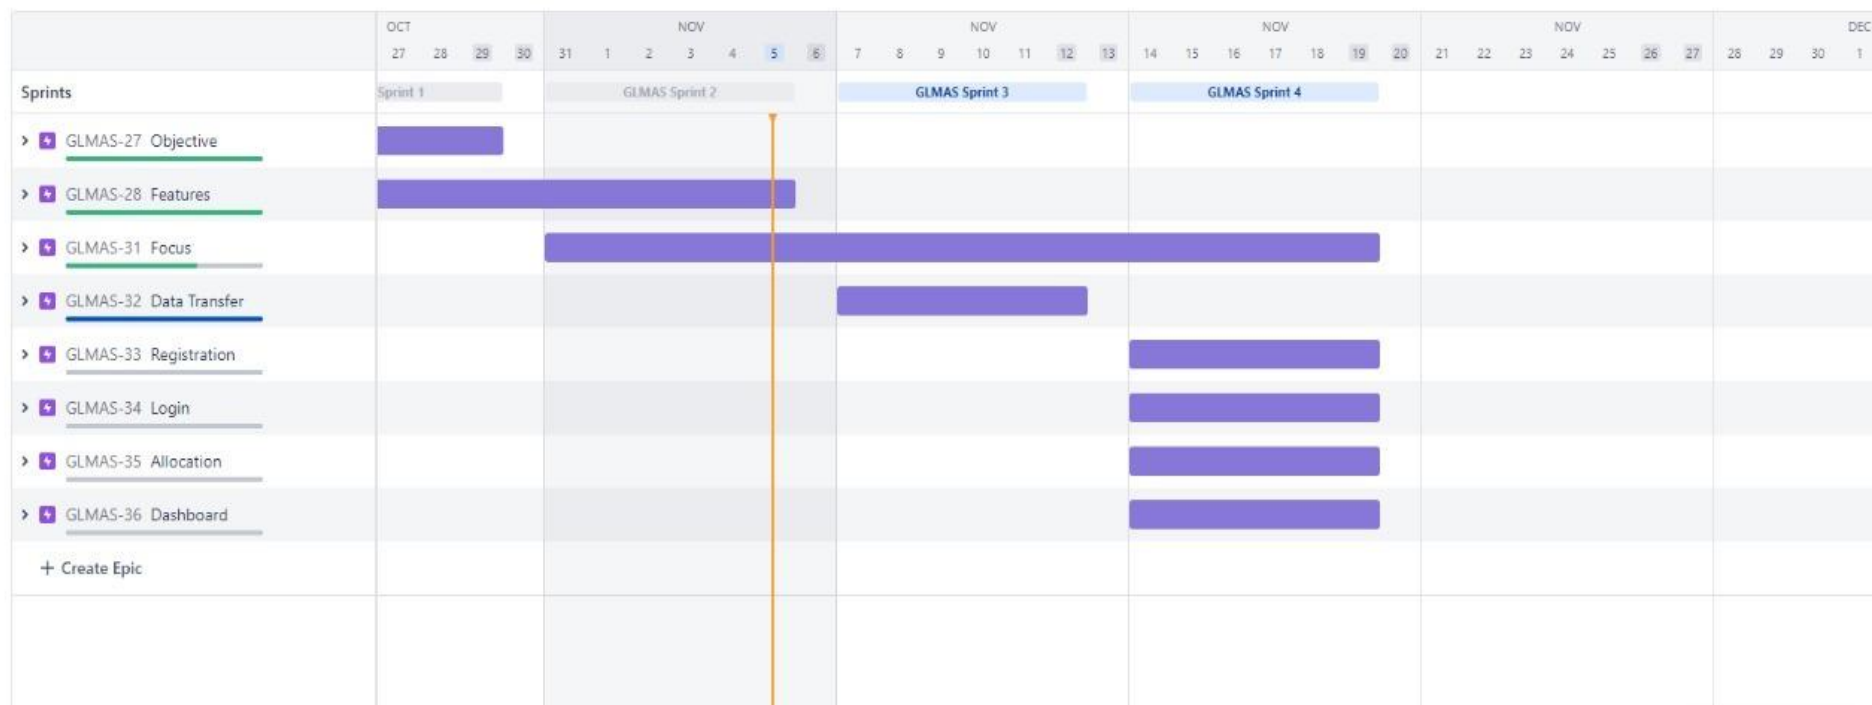 OCT NOV NOV NOV NOV DEC
27 28 29 30 31 1 2 3 4 5 6 7 8 9 10 11 12 13 14 15 16 17 18 19 20 21 22 23 24 25 26 27 28 29 30 1
Sprints Sprint 1 GLMAS Sprint 2 GLMAS Sprint 3 GLMAS Sprint 4
GLMAS-27 Objective
GLMAS-28 Features
GLMAS-31 Focus
GLMAS-32 Data Transfer
GLMAS-33 Registration
GLMAS-34 Login
GLMAS-35 Allocation
GLMAS-36 Dashboard
+ Create Epic